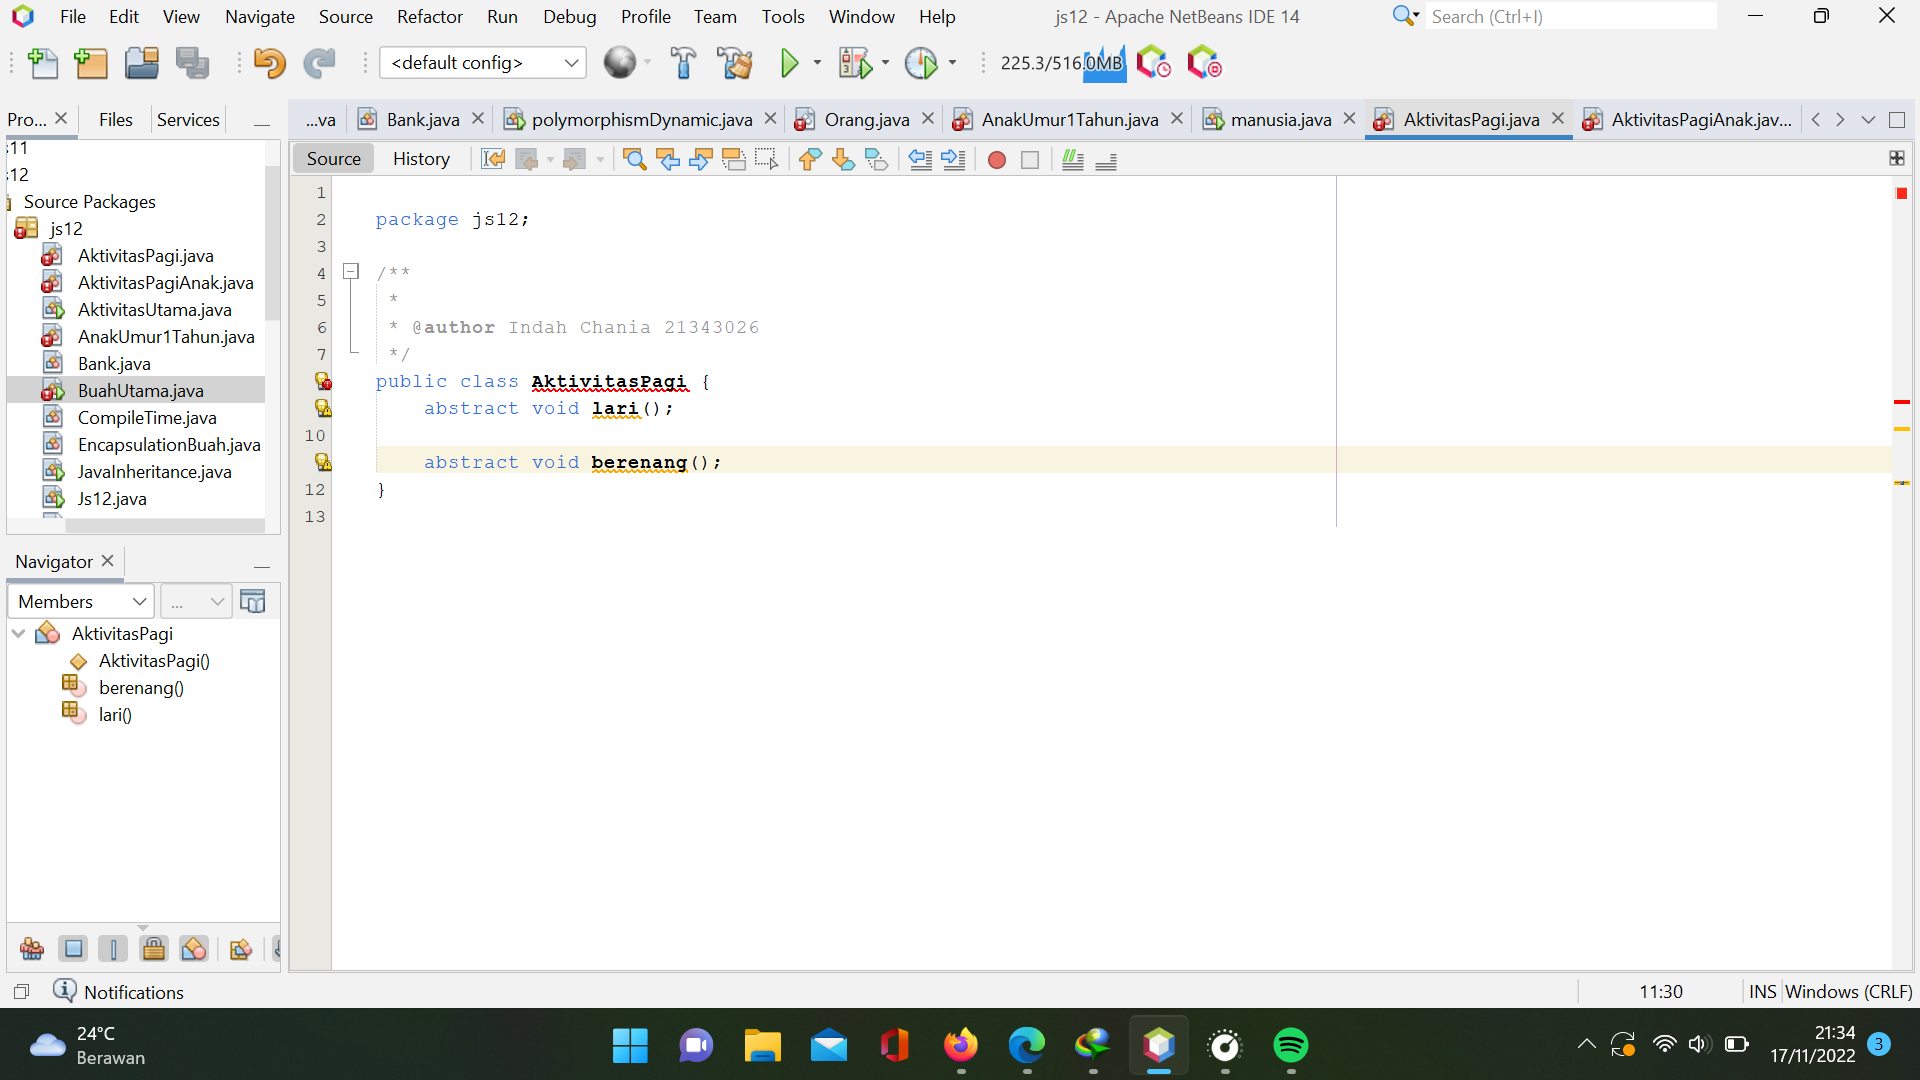 File Edit View Navigate Source Refactor Run Debug Profile Team Tools Window Help js12 - Apache NetBeans IDE 14 Search (Ctrl+I)
<default config> 225.3/516.0MB
Pro... Files Services ...va Bank.java polymorphismDynamic.java Orang.java AnakUmur1Tahun.java manusia.java AktivitasPagi.java AktivitasPagiAnak.jav...
Source History
11
12
Source Packages
js12
AktivitasPagi.java
AktivitasPagiAnak.java
AktivitasUtama.java
AnakUmur1Tahun.java
Bank.java
BuahUtama.java
CompileTime.java
EncapsulationBuah.java
JavaInheritance.java
Js12.java
1
2 package js12;
3
4 /**
5 *
6 * @author Indah Chania 21343026
7 */
public class AktivitasPagi {
abstract void lari();
10
abstract void berenang();
12 }
13
Navigator
Members ...
AktivitasPagi
AktivitasPagi()
berenang()
lari()
Notifications 11:30 INS Windows (CRLF)
24°C
Berawan
21:34
17/11/2022
3